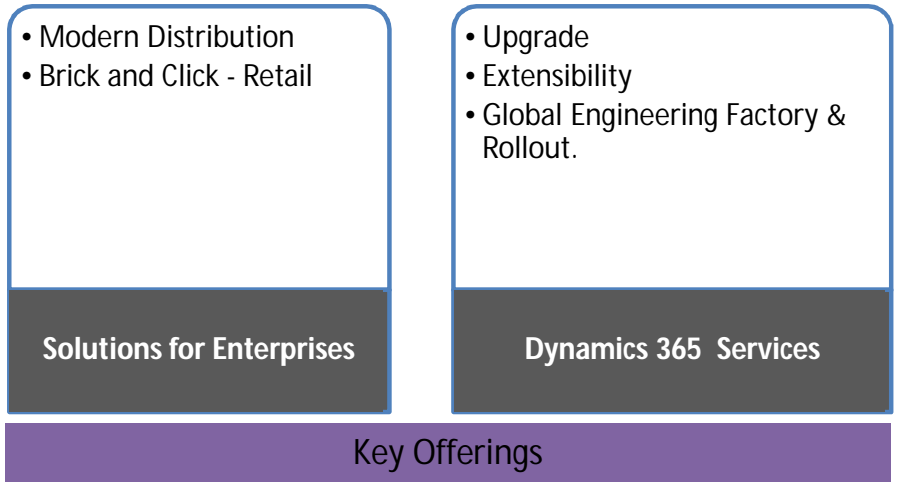 • Modern Distribution
• Brick and Click - Retail
Solutions for Enterprises
• Upgrade
• Extensibility
• Global Engineering Factory &
Rollout.
Dynamics 365 Services
Key Offerings